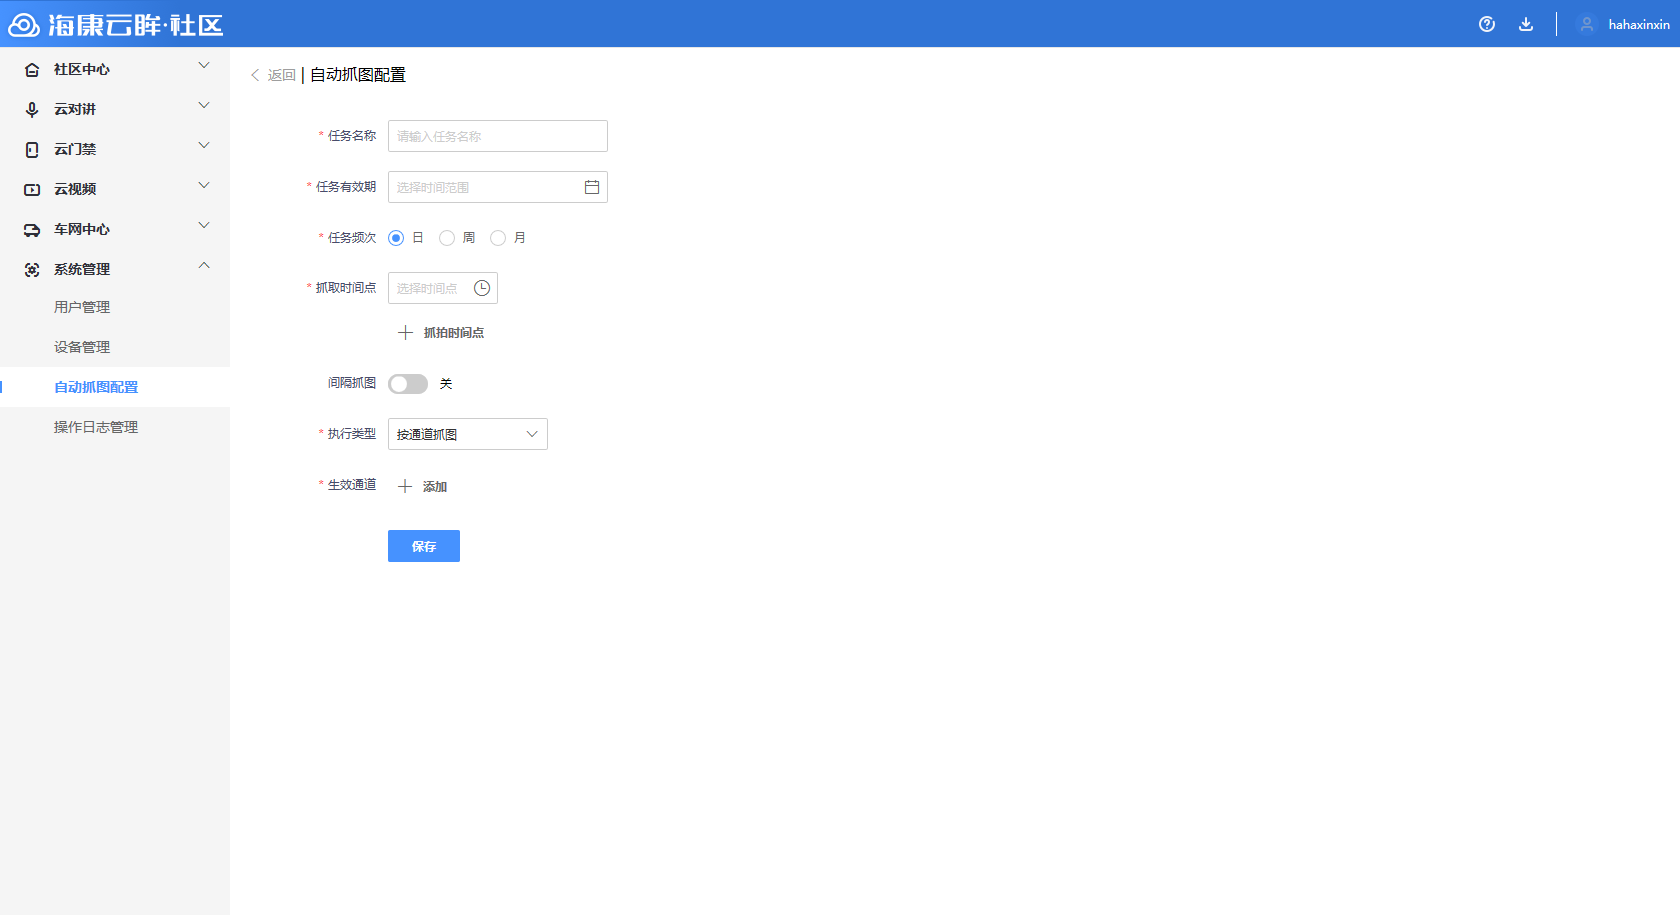 海康云眸·社区
hahaxinxin
社区中心
云对讲
云门禁
云视频
车网中心
系统管理
用户管理
设备管理
自动抓图配置
操作日志管理
返回 | 自动抓图配置
* 任务名称 请输入任务名称
* 任务有效期 选择时间范围
* 任务频次 日 周 月
* 抓取时间点 选择时间点
抓拍时间点
间隔抓图 关
* 执行类型 按通道抓图
* 生效通道 添加
保存